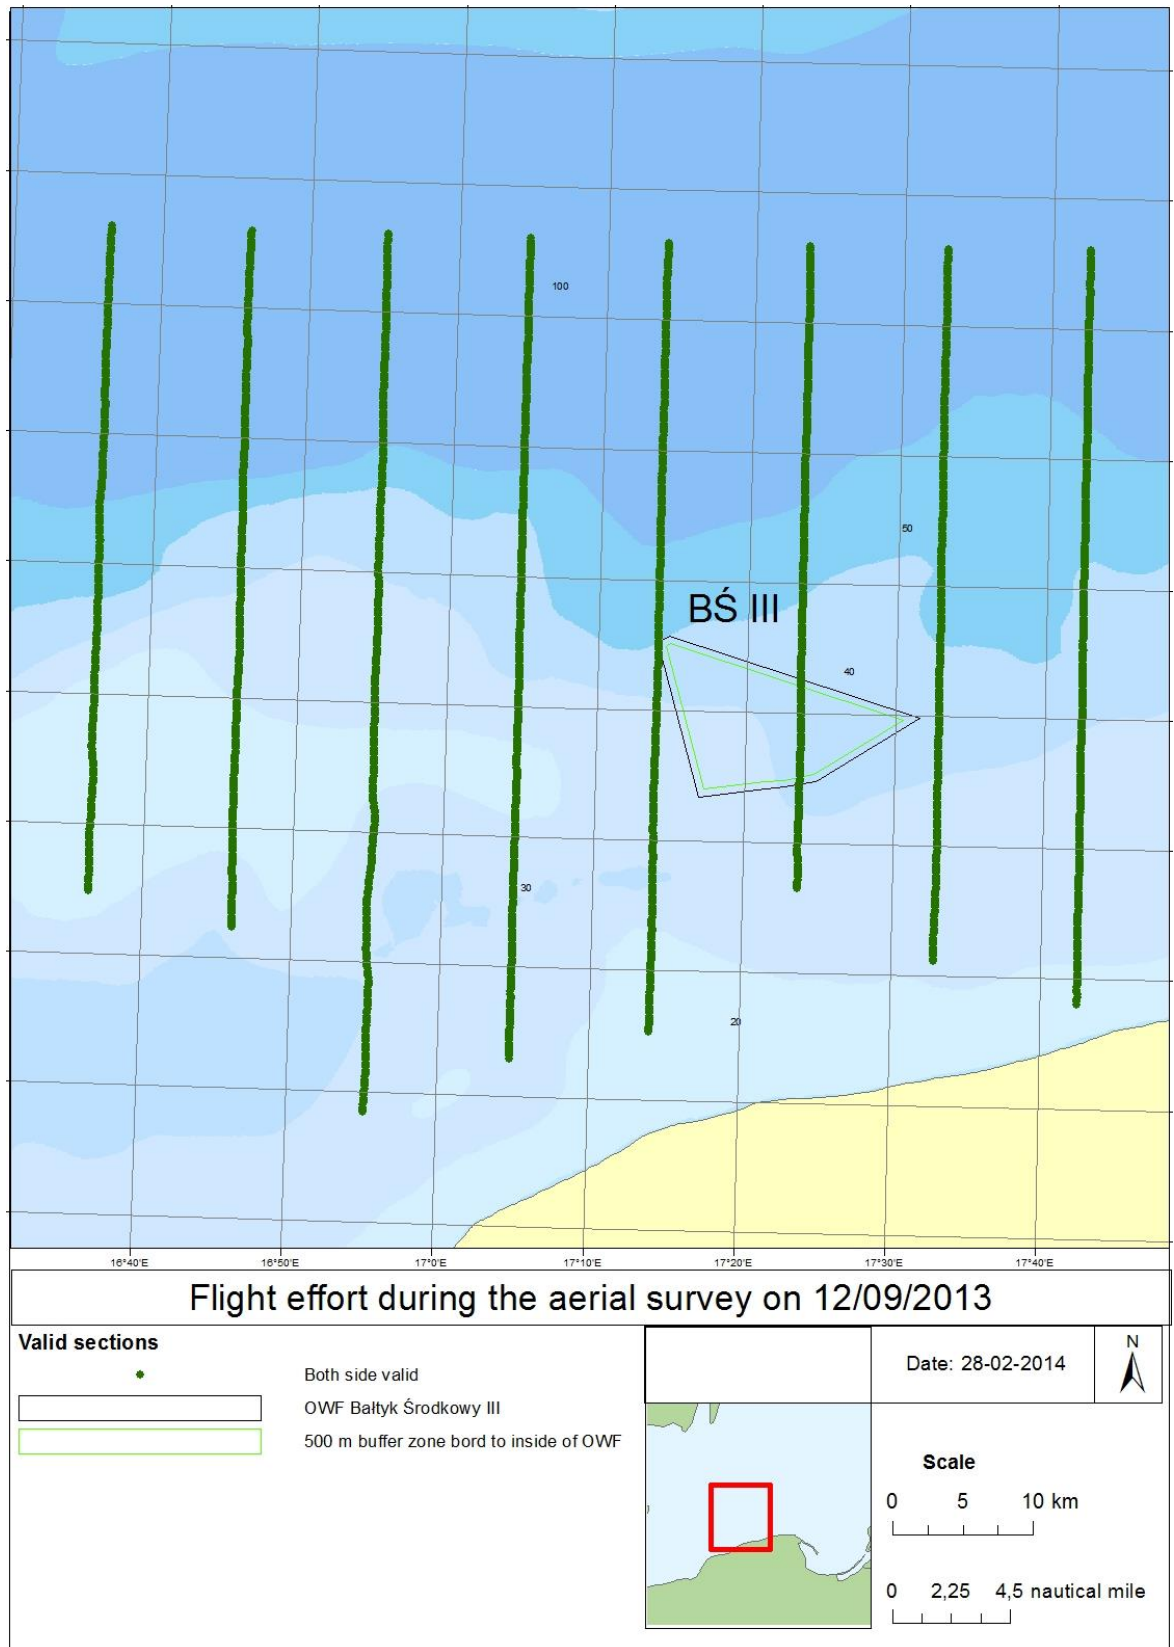 100
50
BŚ III
40
30
20
16°40'E 16°50'E 17°0'E 17°10'E 17°20'E 17°30'E 17°40'E
Flight effort during the aerial survey on 12/09/2013
Valid sections
Both side valid
OWF Bałtyk Środkowy III
500 m buffer zone bord to inside of OWF
Date: 28-02-2014
N
Scale
0 5 10 km
0 2,25 4,5 nautical mile